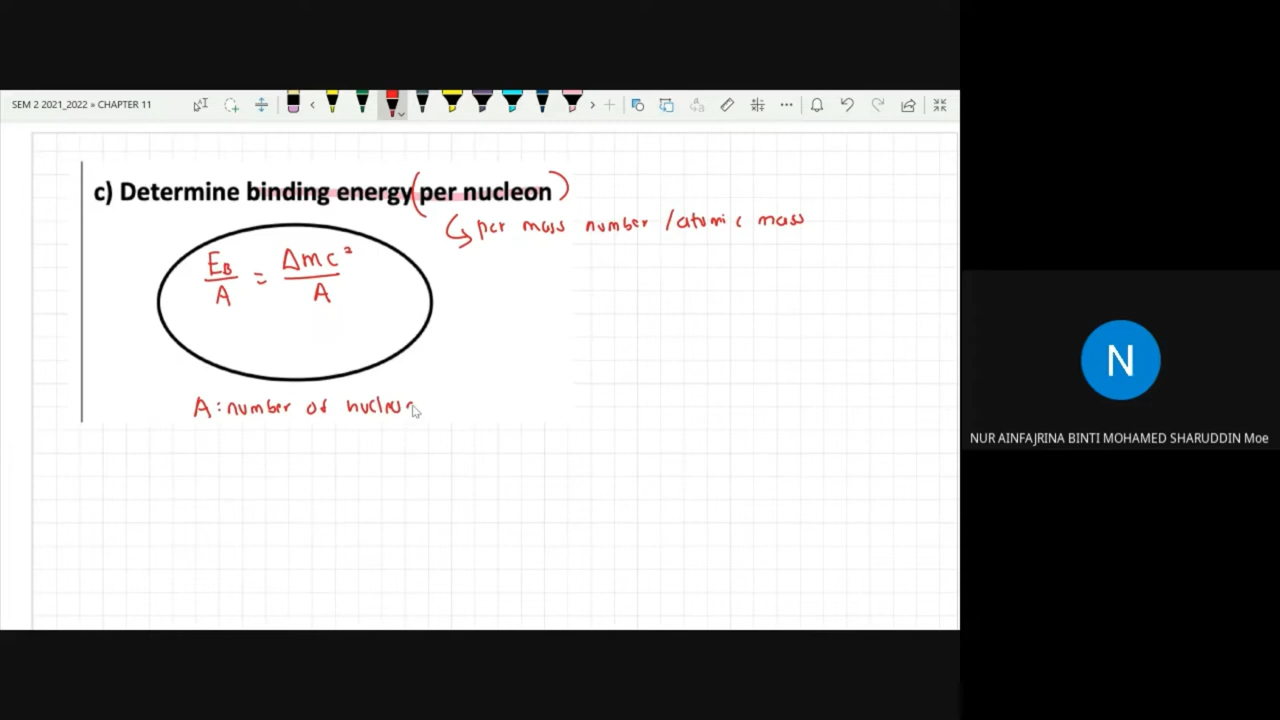 SEM 2 2021_2022 » CHAPTER 11
c) Determine binding energy (per nucleon)
↳ per mass number / atomic mass
E_B/A = Δmc²/A
A: number of nucleon
N
NUR AINFAJRINA BINTI MOHAMED SHARUDDIN Moe